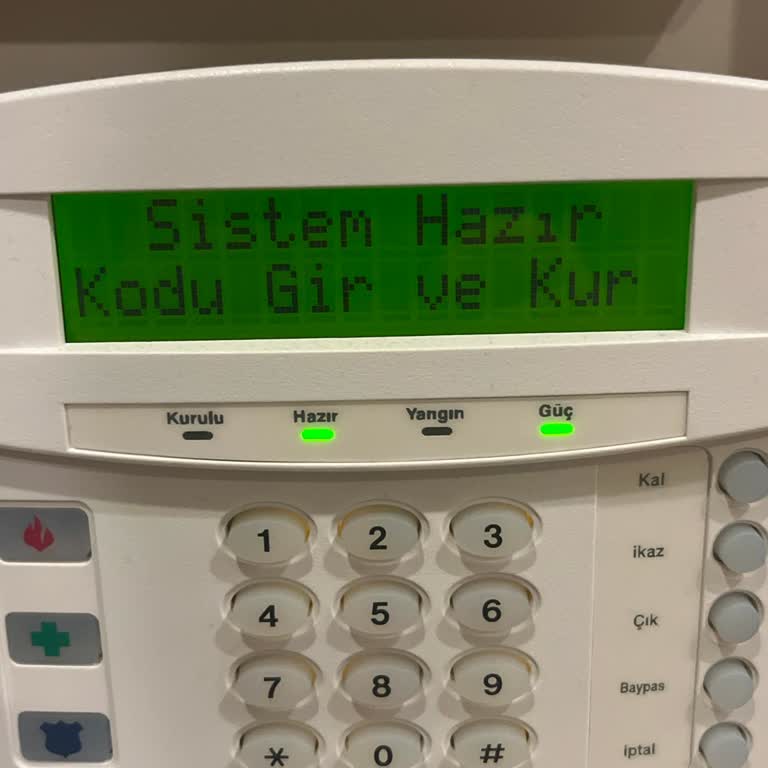 Sistem Hazır
Kodu Gir ve Kur
Kurulu Hazır Yangın Güç
Kal
1 2 3
ikaz
4 5 6
Çık
7 8 9
Baypas
* 0 #
iptal